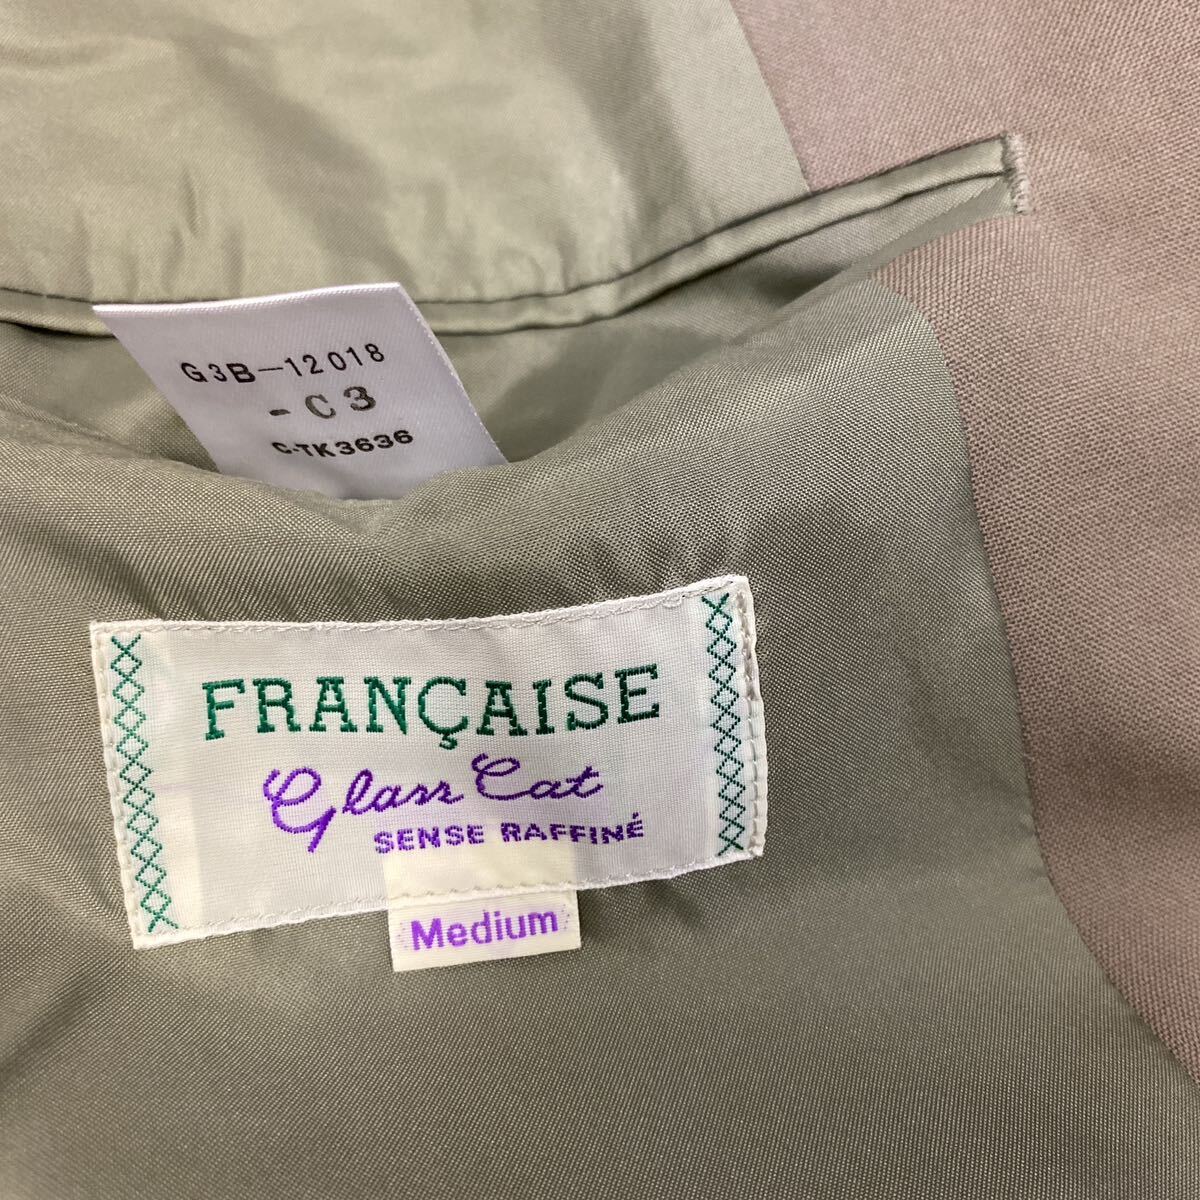 G3B-12018
-C3
C-TK3636
FRANÇAISE
Glass Cat
SENSE RAFFINÉ
Medium